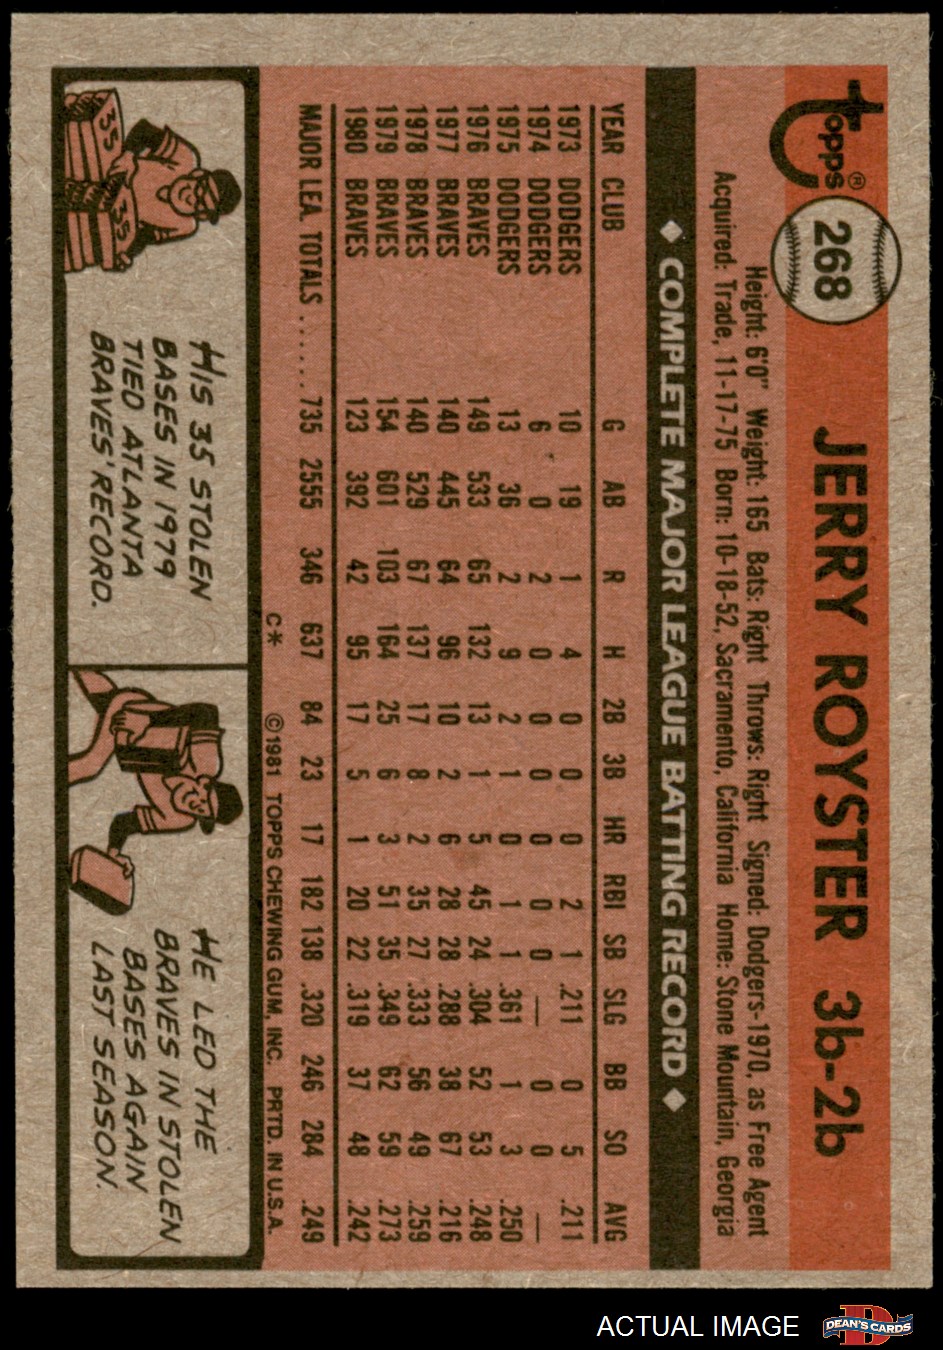 Topps®
268 JERRY ROYSTER 3b-2b
Height: 6'0" Weight: 165 Bats: Right Throws: Right Signed: Dodgers-1970, as Free Agent
Acquired: Trade, 11-17-75 Born: 10-18-52, Sacramento, California Home: Stone Mountain, Georgia
◆ COMPLETE MAJOR LEAGUE BATTING RECORD ◆
YEAR CLUB G AB R H 2B 3B HR RBI SB SLG BB SO AVG
1973 DODGERS 10 19 1 4 0 0 0 2 1 .211 0 5 .211
1974 DODGERS 6 0 2 0 0 0 0 0 0 — 0 0 —
1975 DODGERS 13 36 2 9 2 1 0 1 1 .361 1 3 .250
1976 BRAVES 149 533 65 132 13 1 5 45 24 .304 52 53 .248
1977 BRAVES 140 445 64 96 10 2 6 28 28 .288 38 67 .216
1978 BRAVES 140 529 67 137 17 8 2 35 27 .333 56 49 .259
1979 BRAVES 154 601 103 164 25 6 3 51 35 .349 62 59 .273
1980 BRAVES 123 392 42 95 17 5 1 20 22 .319 37 48 .242
MAJOR LEA. TOTALS ...... 735 2555 346 637 84 23 17 182 138 .320 246 284 .249
C* ©1981 TOPPS CHEWING GUM, INC. PRTD. IN U.S.A.
35
35
HIS 35 STOLEN
BASES IN 1979
TIED ATLANTA
BRAVES' RECORD.
HE LED THE
BRAVES IN STOLEN
BASES AGAIN
LAST SEASON.
ACTUAL IMAGE
DEAN'S CARDS